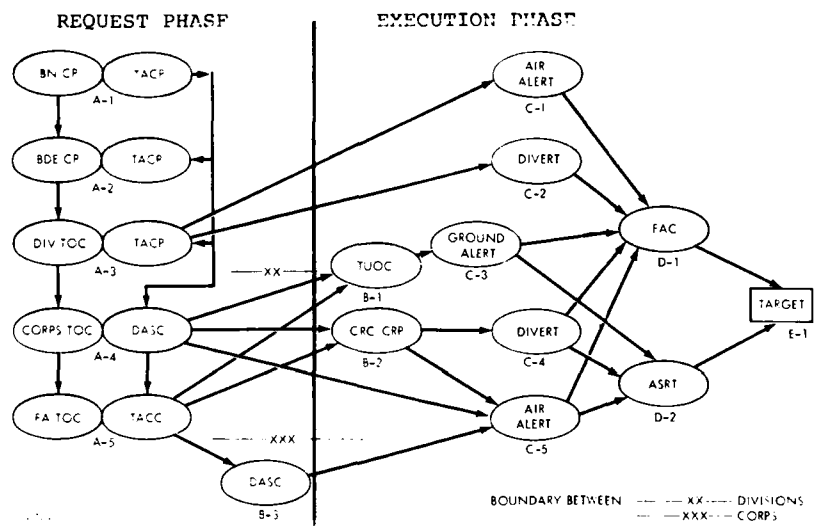 REQUEST PHASE
EXECUTION PHASE
BN CP
TACP
A-1
BDE CP
TACP
A-2
DIV TOC
TACP
A-3
CORPS TOC
DASC
A-4
FA TOC
TACC
A-5
XX
XXX
DASC
B-3
TUOC
B-1
CRC CRP
B-2
AIR
ALERT
C-1
DIVERT
C-2
GROUND
ALERT
C-3
DIVERT
C-4
AIR
ALERT
C-5
FAC
D-1
ASRT
D-2
TARGET
E-1
BOUNDARY BETWEEN — XX — DIVISIONS
— XXX — CORPS